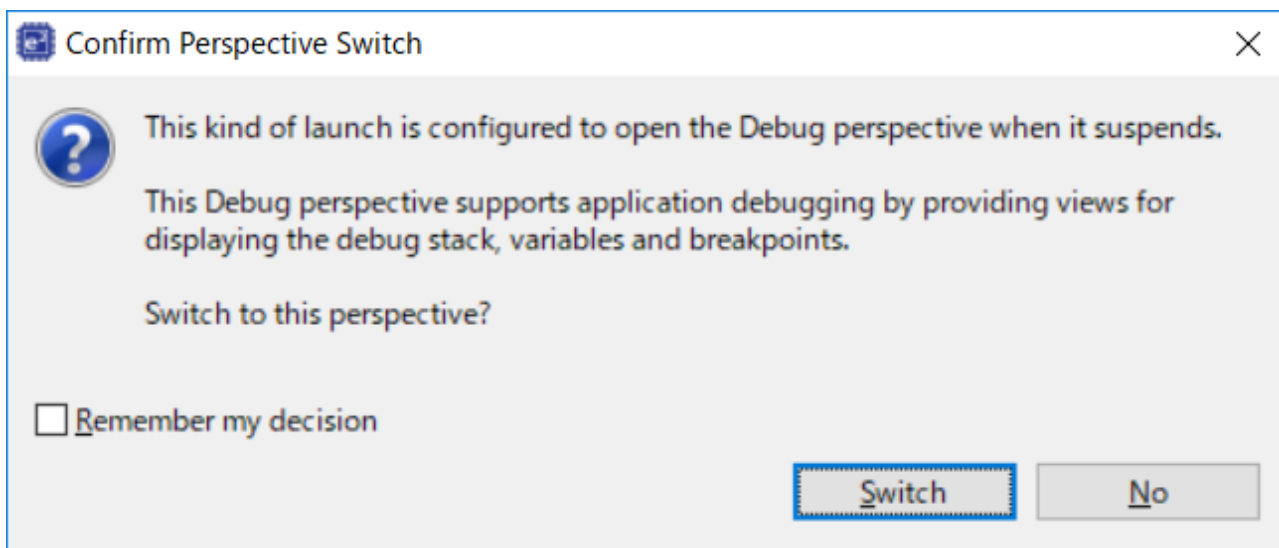 e²
Confirm Perspective Switch
This kind of launch is configured to open the Debug perspective when it suspends.
This Debug perspective supports application debugging by providing views for
displaying the debug stack, variables and breakpoints.
Switch to this perspective?
Remember my decision
Switch
No